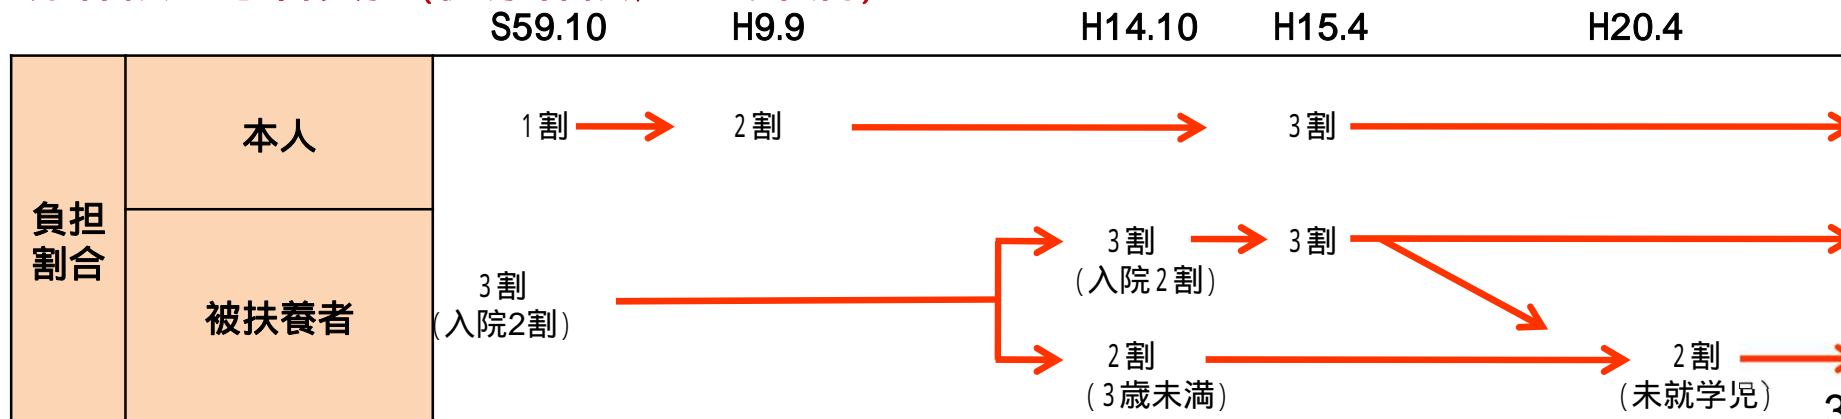 S59.10 H9.9 H14.10 H15.4 H20.4
負担
割合
本人
1割 2割 3割
被扶養者
3割
(入院2割)
3割 3割
(入院2割)
2割
(3歳未満)
2割
(未就学児)